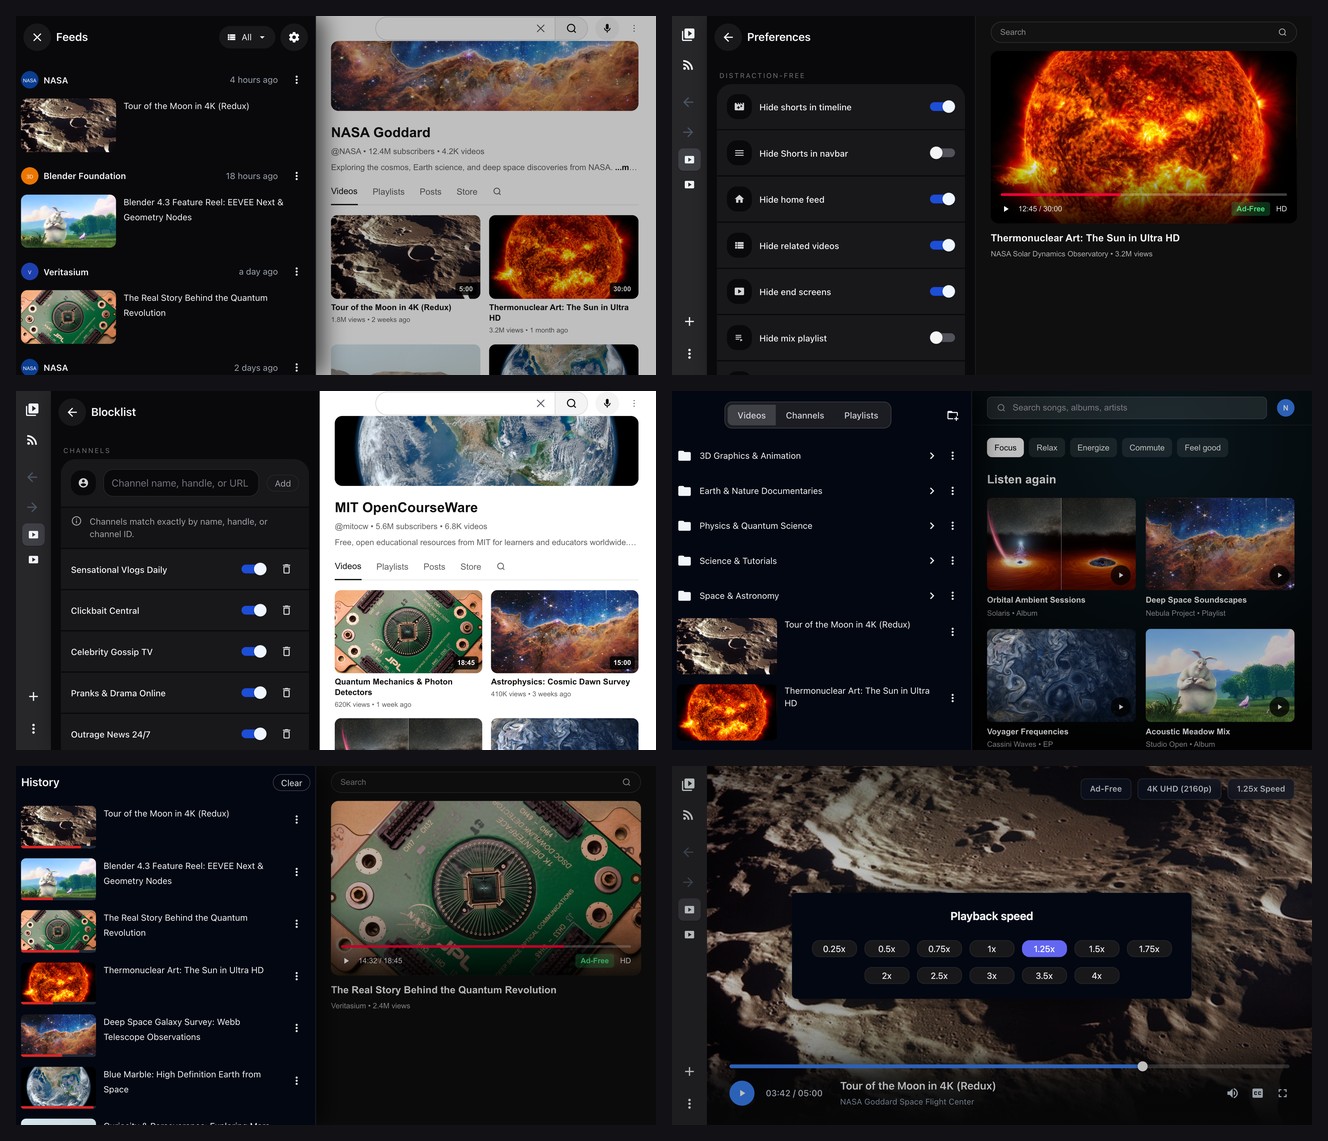 Feeds
All
NASA
NASA
4 hours ago
Tour of the Moon in 4K (Redux)
Blender Foundation
18 hours ago
Blender 4.3 Feature Reel: EEVEE Next &
Geometry Nodes
V
Veritasium
a day ago
The Real Story Behind the Quantum
Revolution
NASA
NASA
2 days ago
NASA Goddard
@NASA • 12.4M subscribers • 4.2K videos
Exploring the cosmos, Earth science, and deep space discoveries from NASA. ...m...
Videos
Playlists
Posts
Store
5:00
30:00
Tour of the Moon in 4K (Redux)
1.8M views • 2 weeks ago
Thermonuclear Art: The Sun in Ultra
HD
3.2M views • 1 month ago
Preferences
DISTRACTION-FREE
Hide shorts in timeline
Hide Shorts in navbar
Hide home feed
Hide related videos
Hide end screens
Hide mix playlist
Search
12:45 / 30:00
Ad-Free
HD
Thermonuclear Art: The Sun in Ultra HD
NASA Solar Dynamics Observatory • 3.2M views
Blocklist
CHANNELS
Channel name, handle, or URL
Add
Channels match exactly by name, handle, or
channel ID.
Sensational Vlogs Daily
Clickbait Central
Celebrity Gossip TV
Pranks & Drama Online
Outrage News 24/7
MIT OpenCourseWare
@mitocw • 5.6M subscribers • 6.8K videos
Free, open educational resources from MIT for learners and educators worldwide....
Videos
Playlists
Posts
Store
JPL
18:45
15:00
Quantum Mechanics & Photon
Detectors
620K views • 1 week ago
Astrophysics: Cosmic Dawn Survey
410K views • 3 weeks ago
Videos
Channels
Playlists
3D Graphics & Animation
Earth & Nature Documentaries
Physics & Quantum Science
Science & Tutorials
Space & Astronomy
Tour of the Moon in 4K (Redux)
Thermonuclear Art: The Sun in Ultra
HD
Search songs, albums, artists
N
Focus
Relax
Energize
Commute
Feel good
Listen again
Orbital Ambient Sessions
Solaris • Album
Deep Space Soundscapes
Nebula Project • Playlist
Voyager Frequencies
Cassini Waves • EP
Acoustic Meadow Mix
Studio Open • Album
History
Clear
Tour of the Moon in 4K (Redux)
Blender 4.3 Feature Reel: EEVEE Next &
Geometry Nodes
The Real Story Behind the Quantum
Revolution
Thermonuclear Art: The Sun in Ultra HD
Deep Space Galaxy Survey: Webb
Telescope Observations
Blue Marble: High Definition Earth from
Space
Search
14:32 / 18:45
Ad-Free
HD
The Real Story Behind the Quantum Revolution
Veritasium • 2.4M views
Ad-Free
4K UHD (2160p)
1.25x Speed
Playback speed
0.25x
0.5x
0.75x
1x
1.25x
1.5x
1.75x
2x
2.5x
3x
3.5x
4x
03:42 / 05:00
Tour of the Moon in 4K (Redux)
NASA Goddard Space Flight Center
CC